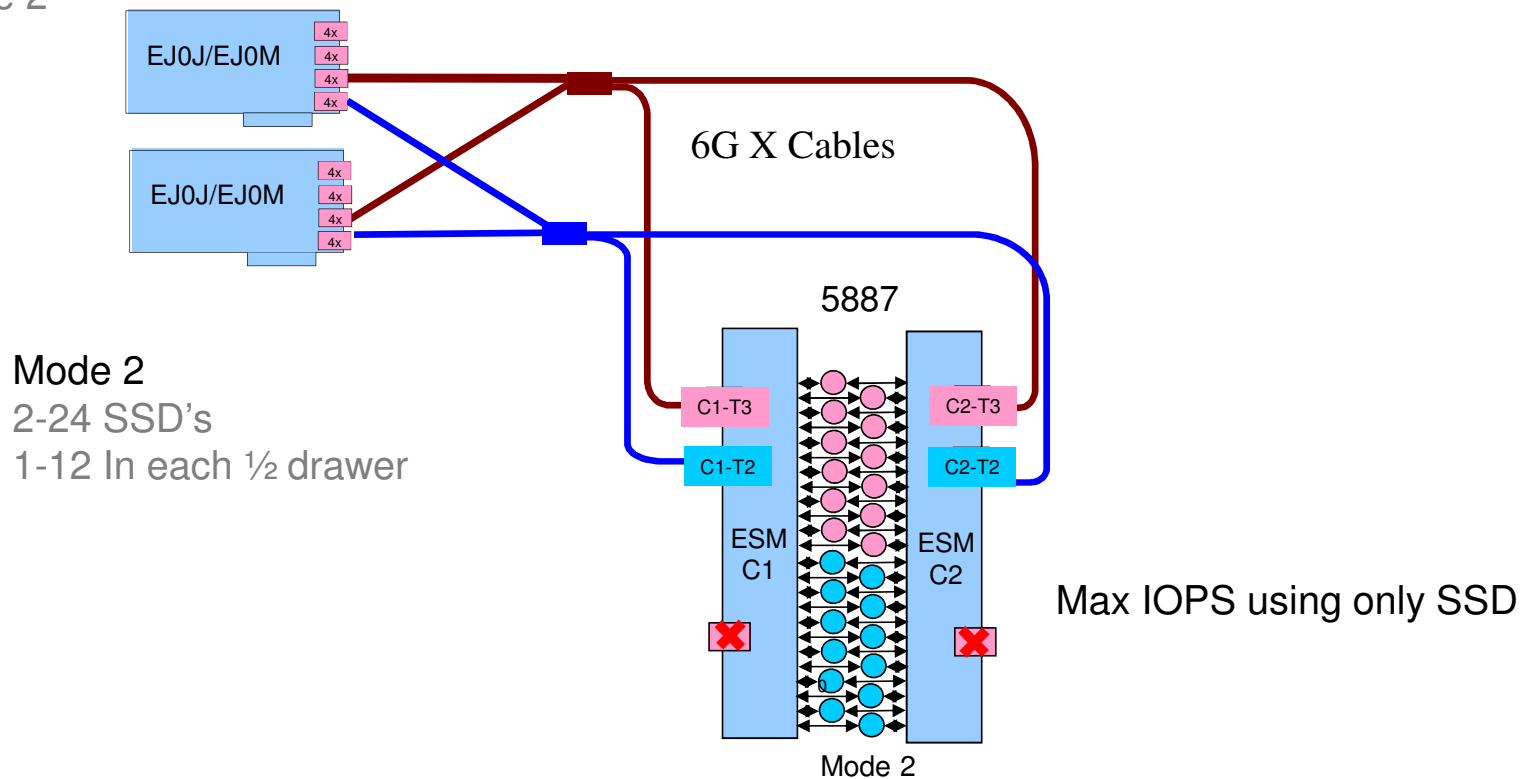 EJ0J/EJ0M
4x
4x
4x
4x
6G X Cables
EJ0J/EJ0M
4x
4x
4x
4x
5887
Mode 2
2-24 SSD's
1-12 In each ½ drawer
C1-T3
C2-T3
C1-T2
C2-T2
ESM
C1
ESM
C2
Max IOPS using only SSD
0
Mode 2